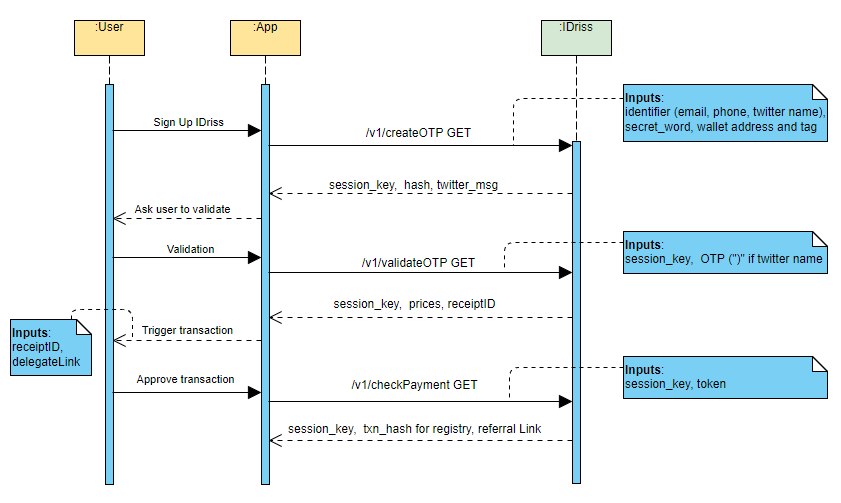 :User
:App
:IDriss
Inputs:
identifier (email, phone, twitter name),
secret_word, wallet address and tag
Sign Up IDriss
/v1/createOTP GET
session_key,  hash, twitter_msg
Ask user to validate
Validation
/v1/validateOTP GET
Inputs:
session_key,  OTP ('')" if twitter name
session_key,  prices, receiptID
Inputs:
receiptID,
delegateLink
Trigger transaction
Approve transaction
/v1/checkPayment GET
Inputs:
session_key, token
session_key,  txn_hash for registry, referral Link